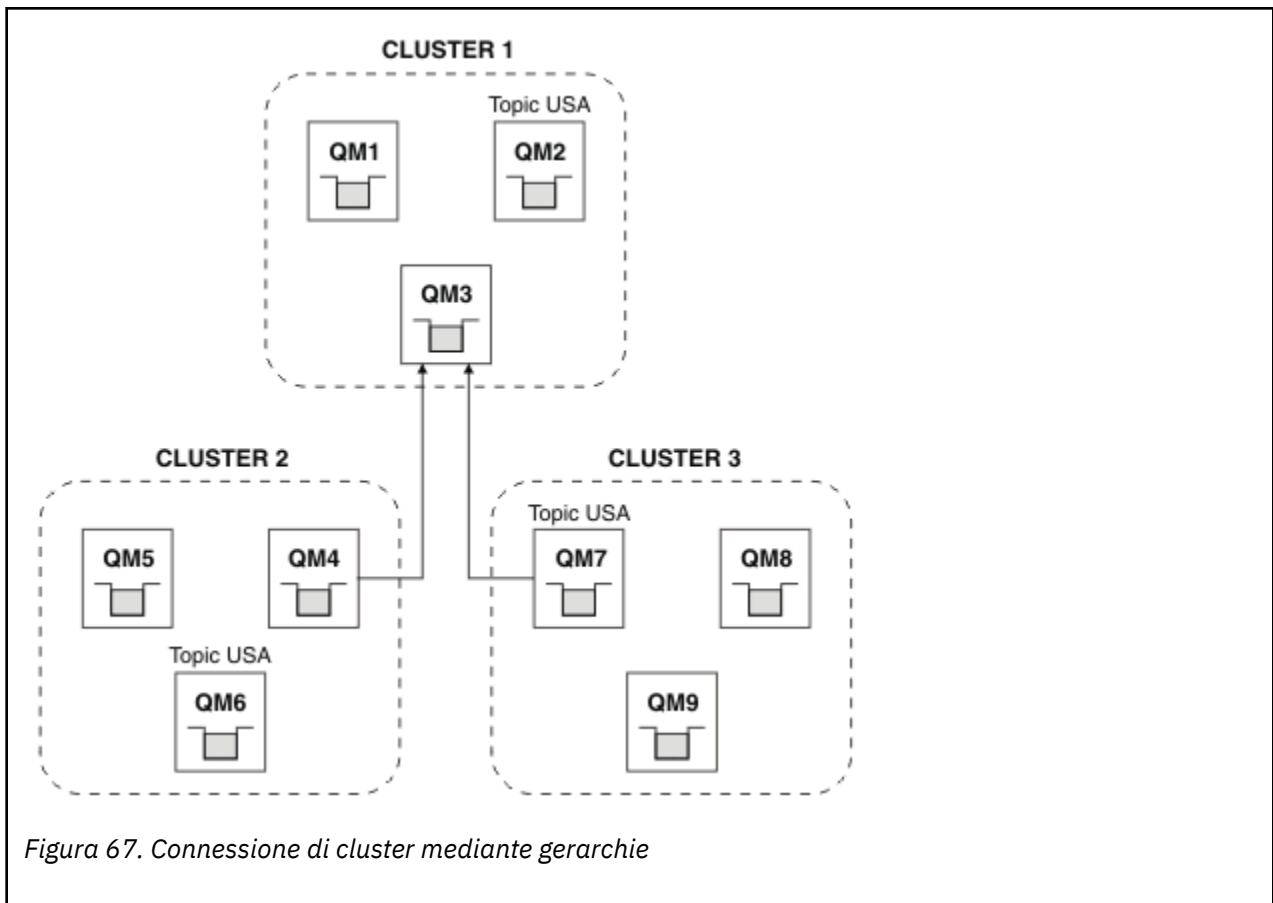 CLUSTER 1
Topic USA
QM1
QM2
QM3
CLUSTER 2
CLUSTER 3
Topic USA
QM5
QM4
QM7
QM8
Topic USA
QM6
QM9
Figura 67. Connessione di cluster mediante gerarchie